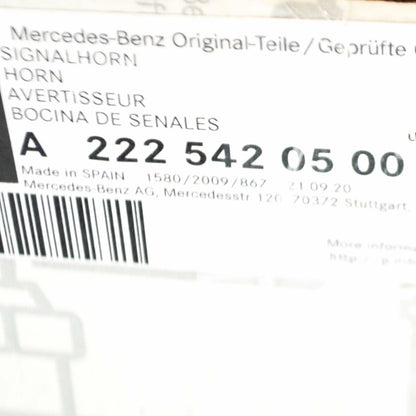 Mercedes-Benz Original-Teile / Geprüfte
SIGNALHORN
HORN
AVERTISSEUR
BOCINA DE SENALES
A 222 542 05 00
Made in SPAIN 1580/2009/867 21.09.20
Mercedes-Benz AG, Mercedesstr 120 70372 Stuttgart,
More
http://